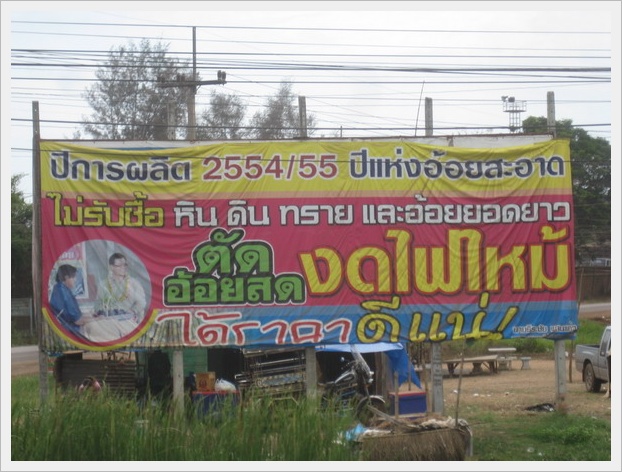 ปีการผลิต 2554/55 ปีแห่งอ้อยสะอาด
ไม่รับซื้อ หิน ดิน ทราย และอ้อยยอดยาว
ตัดอ้อยสด งดไฟไหม้
ได้ราคา ดีแน่!